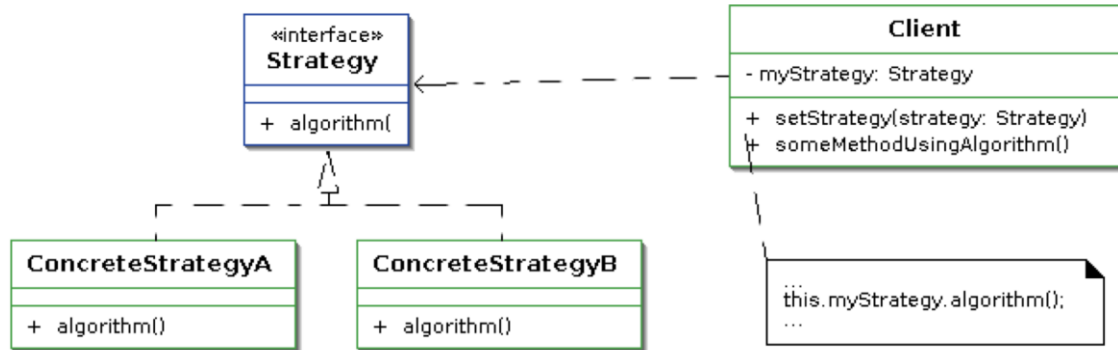 «interface»
Strategy
+ algorithm(
Client
- myStrategy: Strategy
+ setStrategy(strategy: Strategy)
+ someMethodUsingAlgorithm()
ConcreteStrategyA
+ algorithm()
ConcreteStrategyB
+ algorithm()
...
this.myStrategy.algorithm();
...